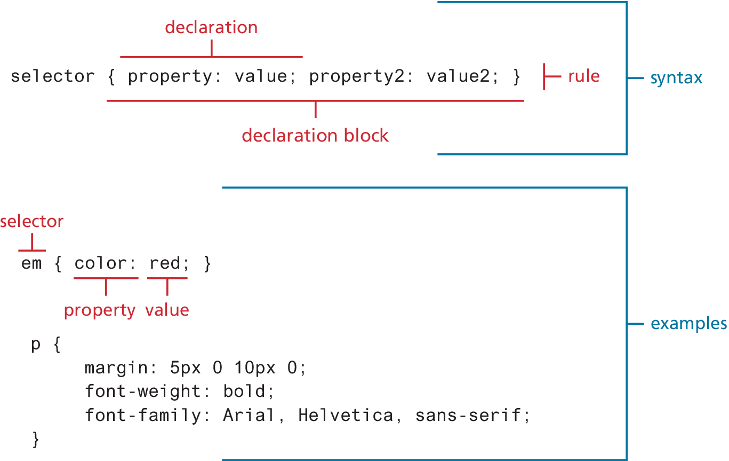 declaration
selector { property: value; property2: value2; }
rule
syntax
declaration block
selector
em { color: red; }
property value
examples
p {
margin: 5px 0 10px 0;
font-weight: bold;
font-family: Arial, Helvetica, sans-serif;
}